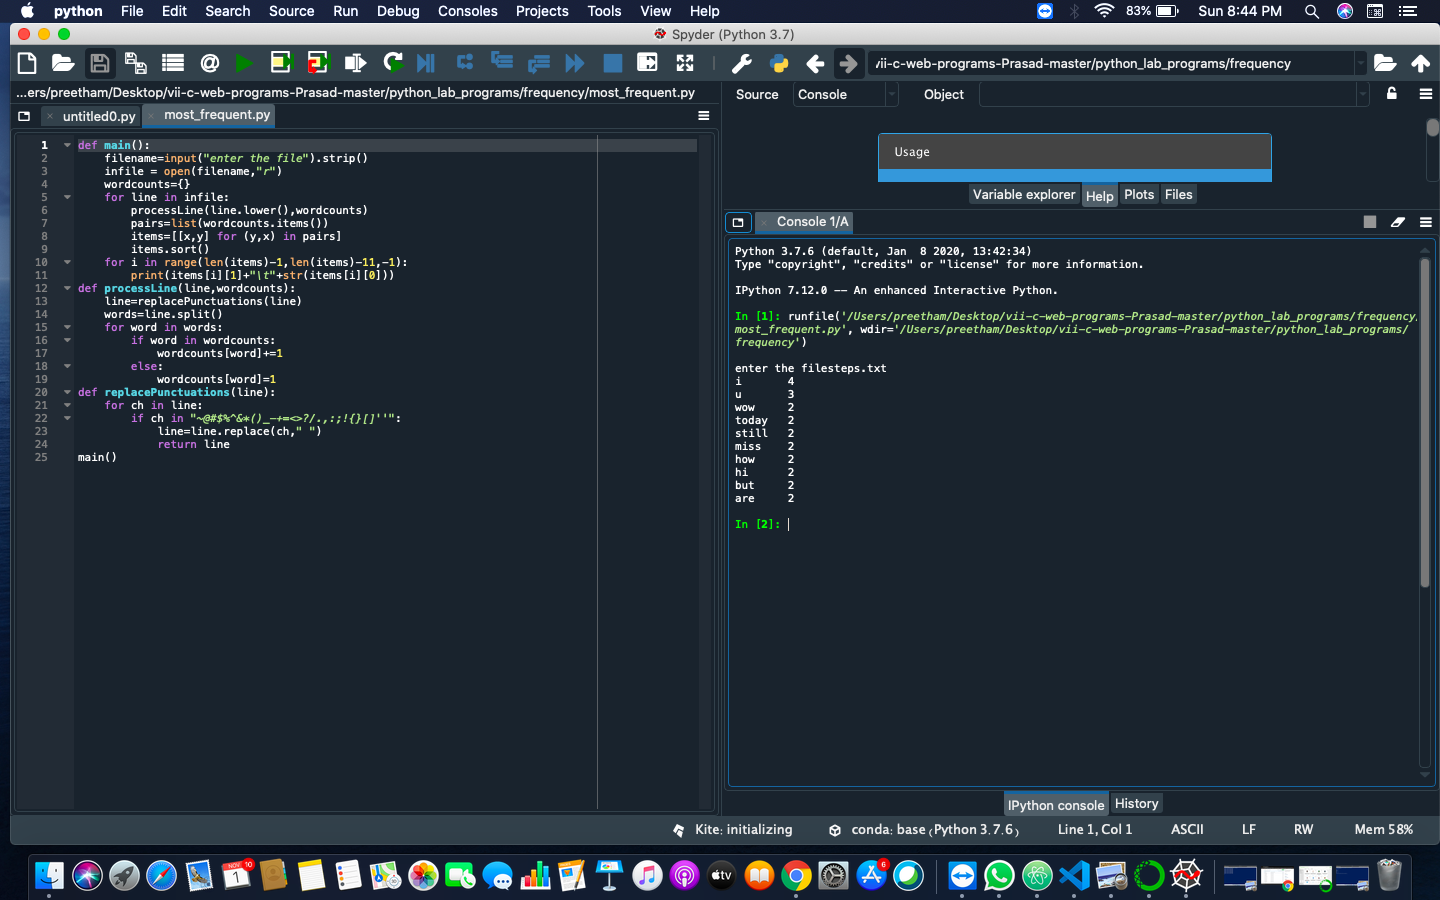 python File Edit Search Source Run Debug Consoles Projects Tools View Help 83% Sun 8:44 PM
Spyder (Python 3.7)
/ii-c-web-programs-Prasad-master/python_lab_programs/frequency
...ers/preetham/Desktop/vii-c-web-programs-Prasad-master/python_lab_programs/frequency/most_frequent.py
untitled0.py most_frequent.py
1 def main():
2     filename=input("enter the file").strip()
3     infile = open(filename,"r")
4     wordcounts={}
5     for line in infile:
6         processLine(line.lower(),wordcounts)
7         pairs=list(wordcounts.items())
8         items=[[x,y] for (y,x) in pairs]
9         items.sort()
10     for i in range(len(items)-1,len(items)-11,-1):
11         print(items[i][1]+"\t"+str(items[i][0]))
12 def processLine(line,wordcounts):
13     line=replacePunctuations(line)
14     words=line.split()
15     for word in words:
16         if word in wordcounts:
17             wordcounts[word]+=1
18         else:
19             wordcounts[word]=1
20 def replacePunctuations(line):
21     for ch in line:
22         if ch in "~@#$%^&*()_-+=<>?/.,:;!{}[]''":
23             line=line.replace(ch," ")
24             return line
25 main()
Source Console Object
Usage
Variable explorer Help Plots Files
Console 1/A
Python 3.7.6 (default, Jan  8 2020, 13:42:34)
Type "copyright", "credits" or "license" for more information.
IPython 7.12.0 -- An enhanced Interactive Python.
In [1]: runfile('/Users/preetham/Desktop/vii-c-web-programs-Prasad-master/python_lab_programs/frequency/
most_frequent.py', wdir='/Users/preetham/Desktop/vii-c-web-programs-Prasad-master/python_lab_programs/
frequency')
enter the filesteps.txt
i       4
u       3
wow     2
today   2
still   2
miss    2
how     2
hi      2
but     2
are     2
In [2]:
IPython console History
Kite: initializing conda: base (Python 3.7.6) Line 1, Col 1 ASCII LF RW Mem 58%
NOV 10
1
tv
6